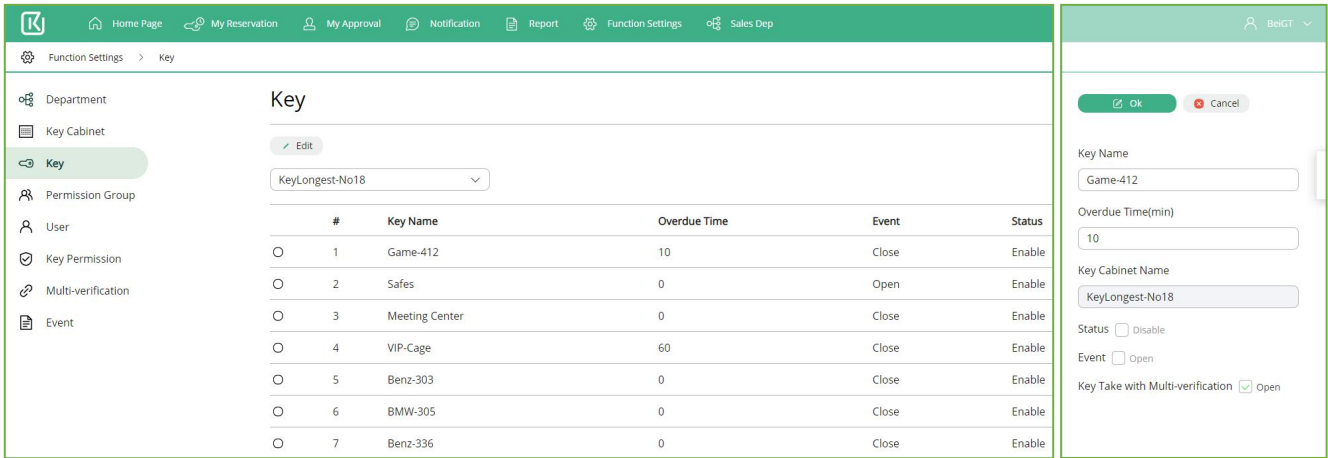 Home Page My Reservation My Approval Notification Report Function Settings Sales Dep
BeiGT
Function Settings > Key
Department
Key Cabinet
Key
Permission Group
User
Key Permission
Multi-verification
Event
Key
Edit
KeyLongest-No18
# Key Name Overdue Time Event Status
1 Game-412 10 Close Enable
2 Safes 0 Open Enable
3 Meeting Center 0 Close Enable
4 VIP-Cage 60 Close Enable
5 Benz-303 0 Close Enable
6 BMW-305 0 Close Enable
7 Benz-336 0 Close Enable
Ok Cancel
Key Name
Game-412
Overdue Time(min)
10
Key Cabinet Name
KeyLongest-No18
Status Disable
Event Open
Key Take with Multi-verification Open